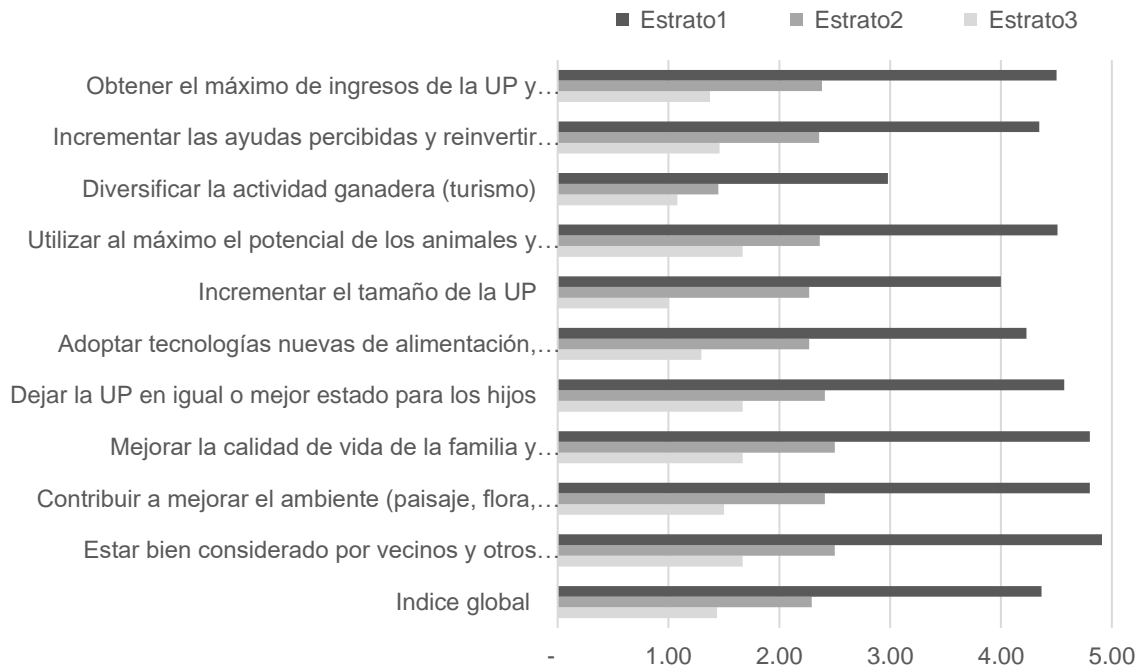 Estrato1 Estrato2 Estrato3
Obtener el máximo de ingresos de la UP y…
Incrementar las ayudas percibidas y reinvertir…
Diversificar la actividad ganadera (turismo)
Utilizar al máximo el potencial de los animales y…
Incrementar el tamaño de la UP
Adoptar tecnologías nuevas de alimentación,…
Dejar la UP en igual o mejor estado para los hijos
Mejorar la calidad de vida de la familia y…
Contribuir a mejorar el ambiente (paisaje, flora,…
Estar bien considerado por vecinos y otros…
Indice global
- 1.00 2.00 3.00 4.00 5.00